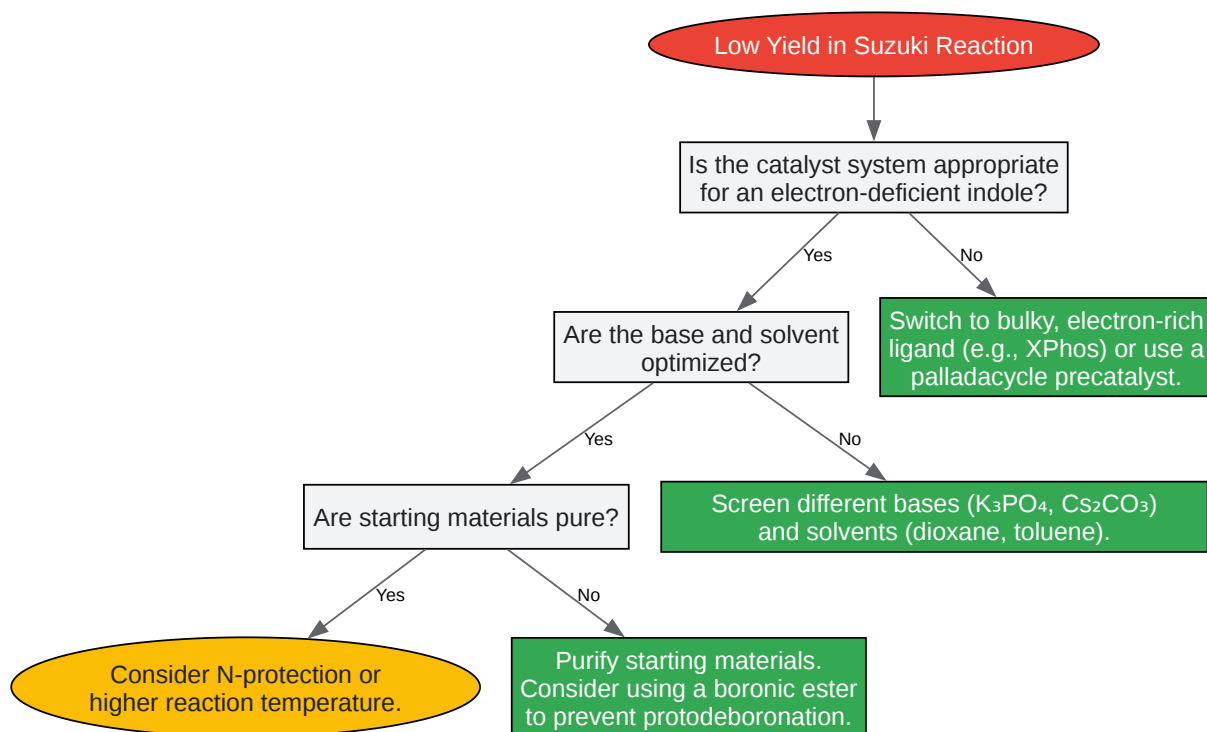 Low Yield in Suzuki Reaction
Is the catalyst system appropriate
for an electron-deficient indole?
Yes
No
Are the base and solvent
optimized?
Switch to bulky, electron-rich
ligand (e.g., XPhos) or use a
palladacycle precatalyst.
Yes
No
Are starting materials pure?
Screen different bases (K₃PO₄, Cs₂CO₃)
and solvents (dioxane, toluene).
Yes
No
Consider N-protection or
higher reaction temperature.
Purify starting materials.
Consider using a boronic ester
to prevent protodeboronation.